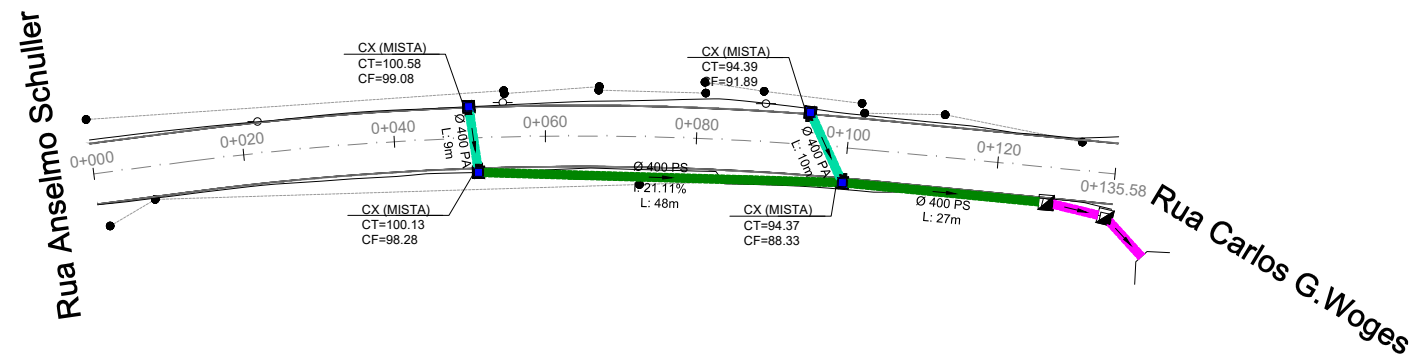 Rua Anselmo Schuller
CX (MISTA)
CT=100.58
CF=99.08
CX (MISTA)
CT=94.39
CF=91.89
0+000
0+020
0+040
0+060
0+080
0+100
0+120
0+135.58
Ø 400 PA
L: 9m
Ø 400 PA
L: 10m
Ø 400 PS
I: 21.11%
L: 48m
Ø 400 PS
L: 27m
CX (MISTA)
CT=100.13
CF=98.28
CX (MISTA)
CT=94.37
CF=88.33
Rua Carlos G.Woges